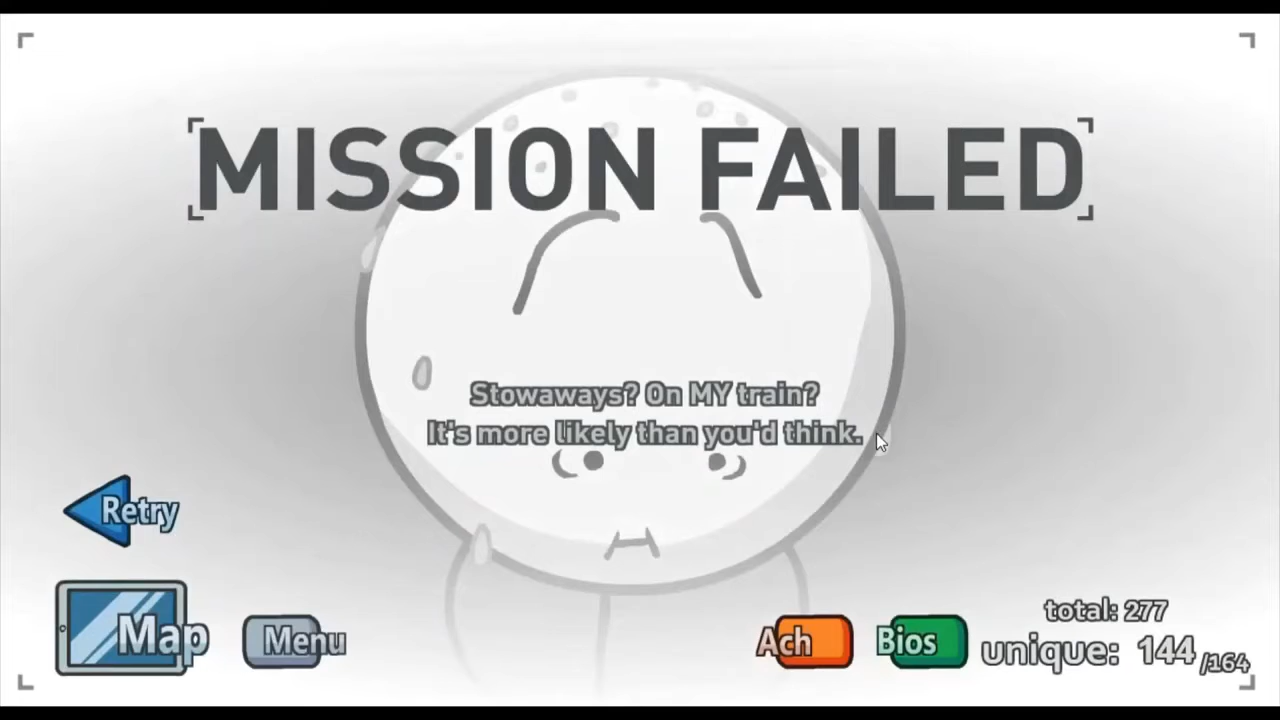 MISSION FAILED
Stowaways? On MY train?
It's more likely than you'd think.
Retry
Map
Menu
Ach
Bios
total: 277
unique: 144 /164